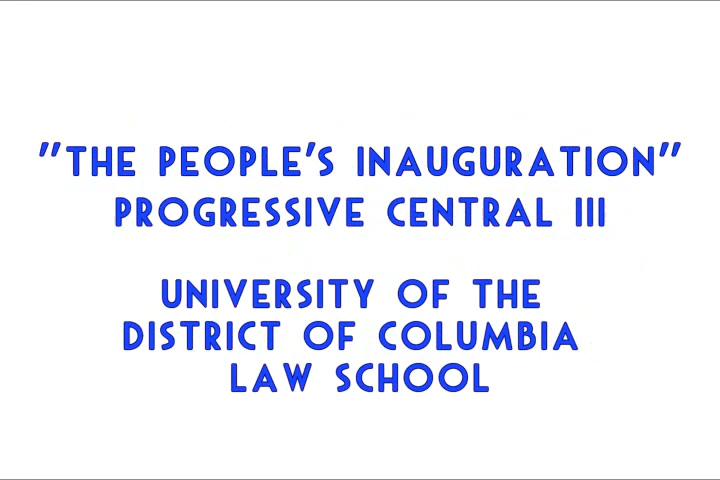 "THE PEOPLE'S INAUGURATION"
PROGRESSIVE CENTRAL III
UNIVERSITY OF THE
DISTRICT OF COLUMBIA
LAW SCHOOL